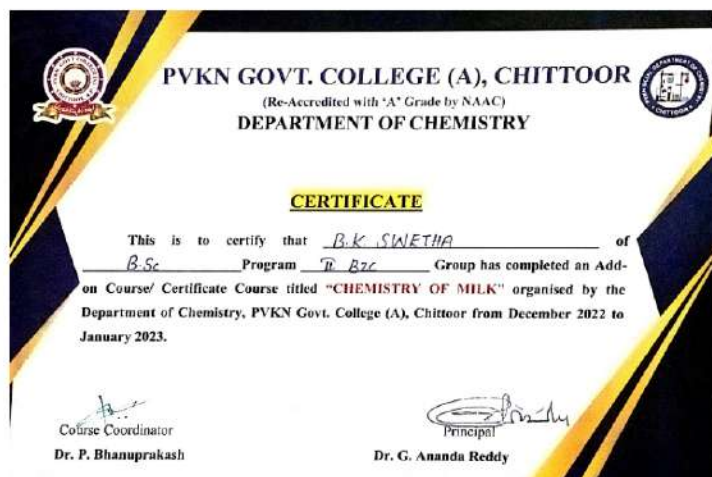 PVKN GOVT. COLLEGE (A), CHITTOOR
(Re-Accredited with 'A' Grade by NAAC)
DEPARTMENT OF CHEMISTRY
CERTIFICATE
This is to certify that B.K. SWETHA of
B.Sc Program II BZC Group has completed an Add-
on Course/ Certificate Course titled "CHEMISTRY OF MILK" organised by the
Department of Chemistry, PVKN Govt. College (A), Chittoor from December 2022 to
January 2023.
Course Coordinator
Principal
Dr. P. Bhanuprakash
Dr. G. Ananda Reddy